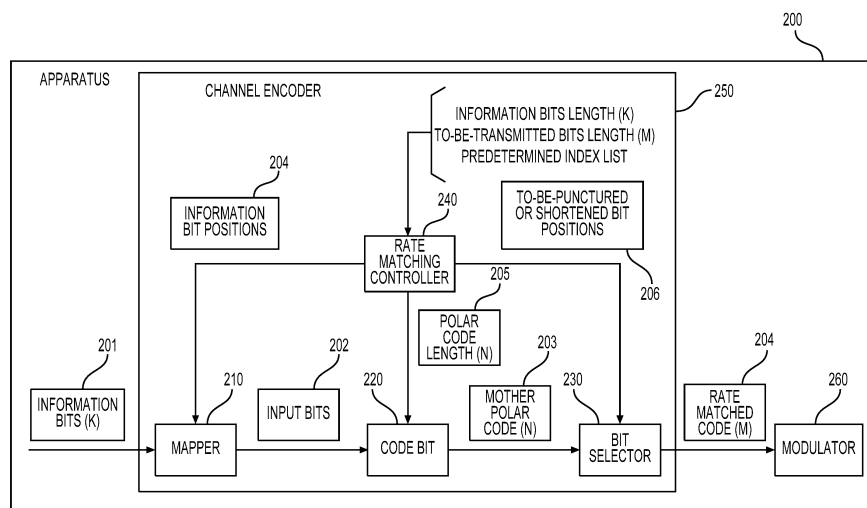 200
APPARATUS
CHANNEL ENCODER
250
INFORMATION BITS LENGTH (K)
TO-BE-TRANSMITTED BITS LENGTH (M)
PREDETERMINED INDEX LIST
204
INFORMATION
BIT POSITIONS
240
RATE
MATCHING
CONTROLLER
TO-BE-PUNCTURED
OR SHORTENED BIT
POSITIONS
206
205
POLAR
CODE
LENGTH (N)
201
INFORMATION
BITS (K)
210
MAPPER
202
INPUT BITS
220
CODE BIT
203
MOTHER
POLAR
CODE (N)
230
BIT
SELECTOR
204
RATE
MATCHED
CODE (M)
260
MODULATOR